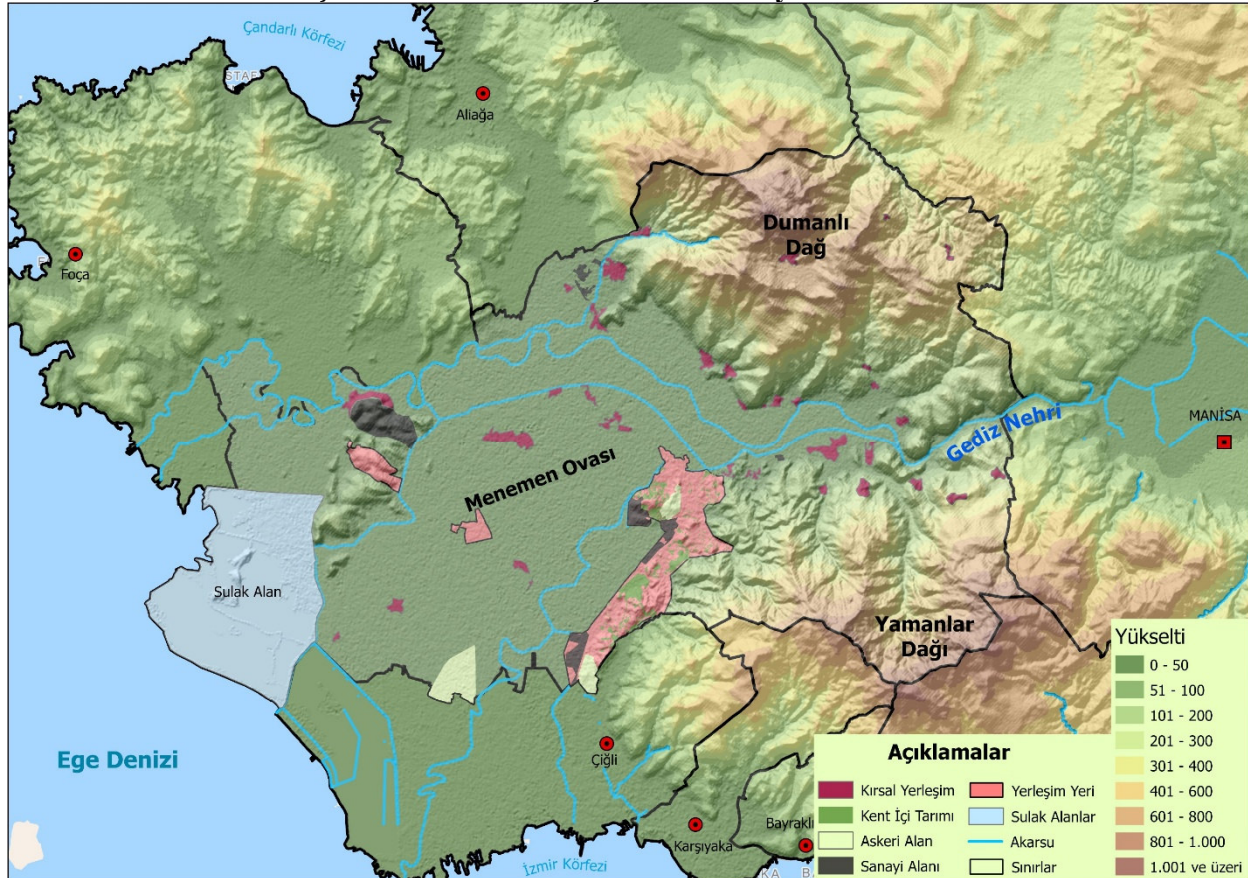 Çandarlı Körfezi
Aliağa
Dumanlı
Dağ
Foça
MANİSA
Gediz Nehri
Menemen Ovası
Sulak Alan
Yamanlar
Dağı
Ege Denizi
Çiğli
Karşıyaka
Bayraklı
İzmir Körfezi
Açıklamalar
Kırsal Yerleşim
Kent İçi Tarımı
Askeri Alan
Sanayi Alanı
Yerleşim Yeri
Sulak Alanlar
Akarsu
Sınırlar
Yükselti
0 - 50
51 - 100
101 - 200
201 - 300
301 - 400
401 - 600
601 - 800
801 - 1.000
1.001 ve üzeri